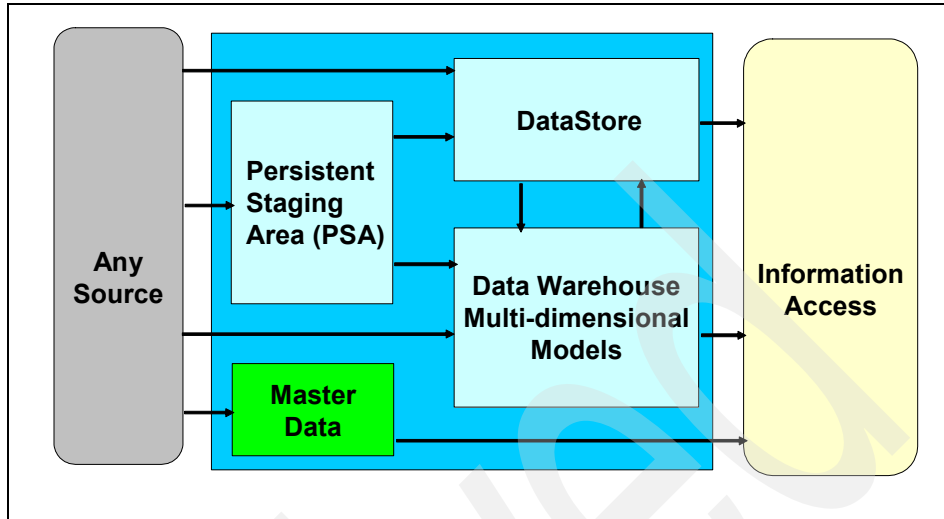 Any
Source
Persistent
Staging
Area (PSA)
Master
Data
DataStore
Data Warehouse
Multi-dimensional
Models
Information
Access